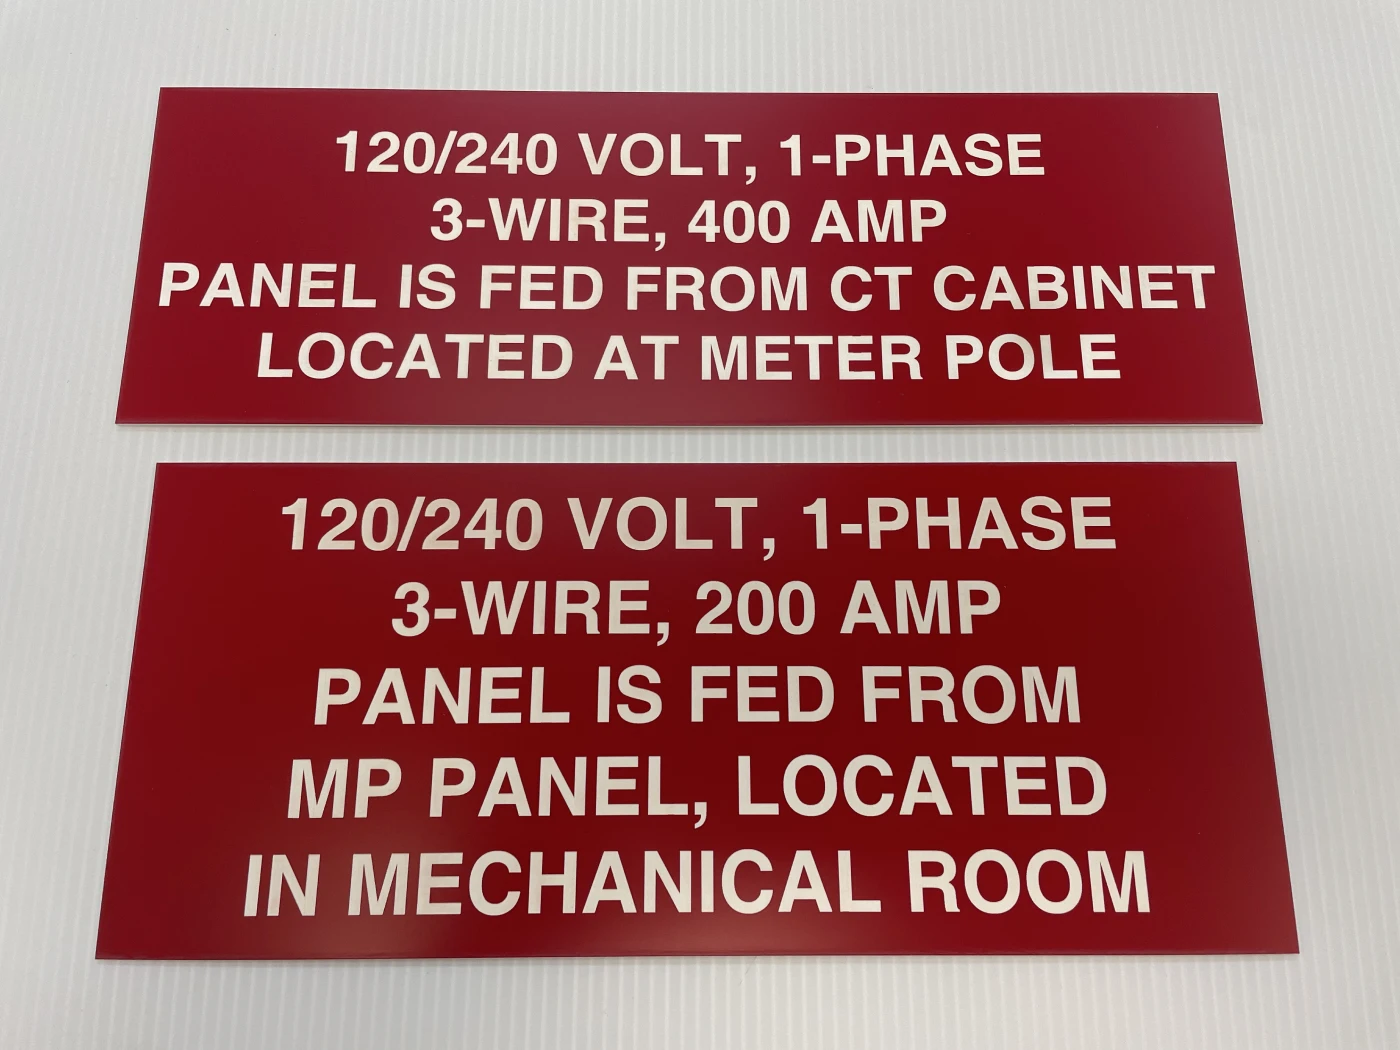 120/240 VOLT, 1-PHASE
3-WIRE, 400 AMP
PANEL IS FED FROM CT CABINET
LOCATED AT METER POLE
120/240 VOLT, 1-PHASE
3-WIRE, 200 AMP
PANEL IS FED FROM
MP PANEL, LOCATED
IN MECHANICAL ROOM